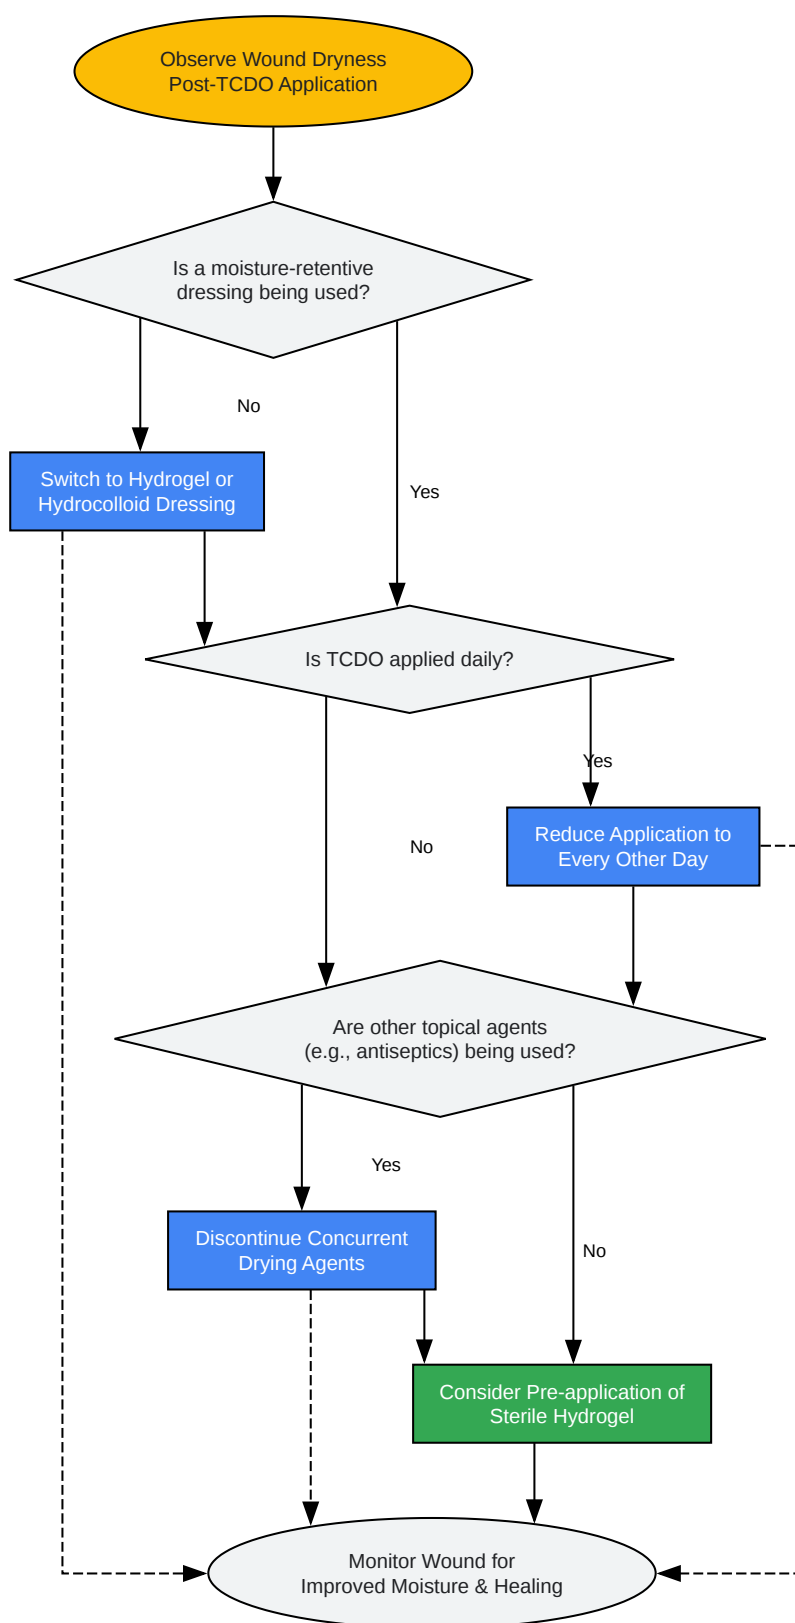 Observe Wound Dryness
Post-TCDO Application
Is a moisture-retentive
dressing being used?
No
Switch to Hydrogel or
Hydrocolloid Dressing
Yes
Is TCDO applied daily?
Yes
Reduce Application to
Every Other Day
No
Are other topical agents
(e.g., antiseptics) being used?
Yes
Discontinue Concurrent
Drying Agents
No
Consider Pre-application of
Sterile Hydrogel
Monitor Wound for
Improved Moisture & Healing